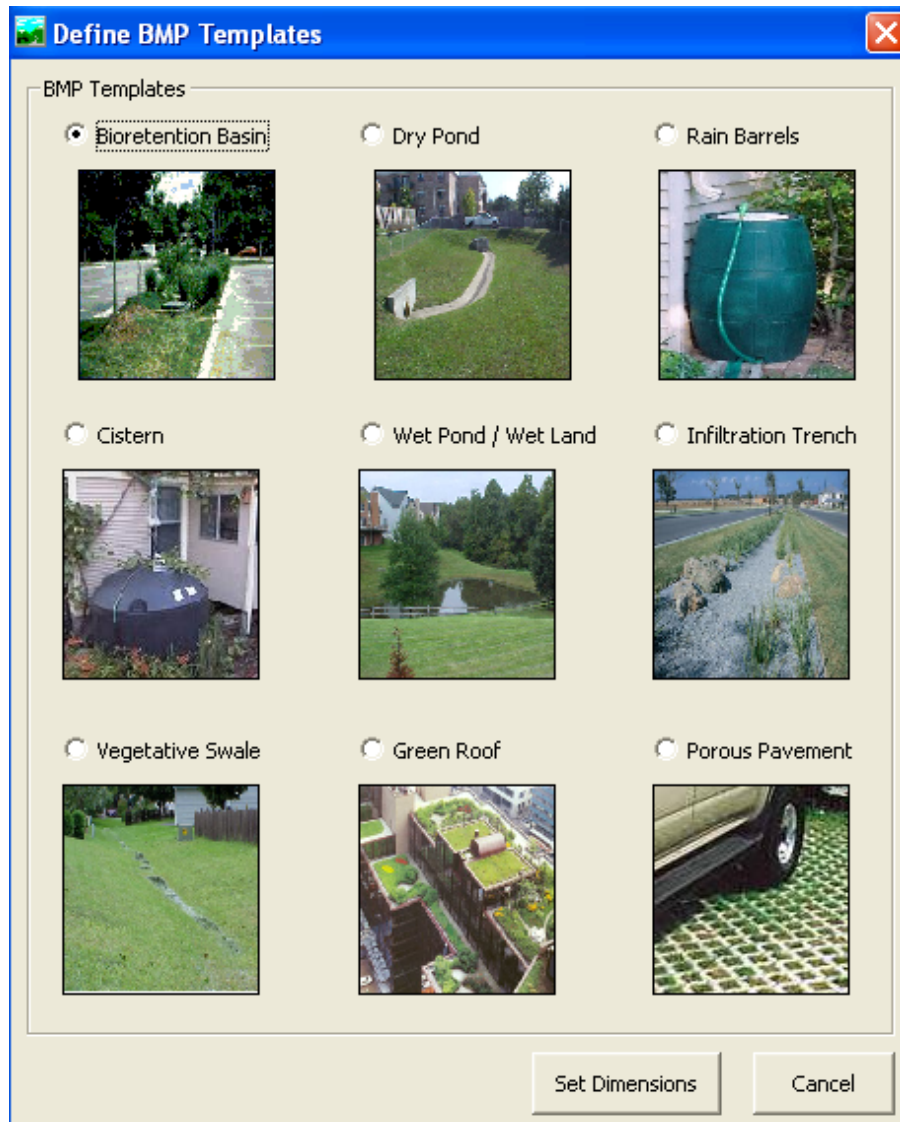 Define BMP Templates
BMP Templates
Bioretention Basin
Dry Pond
Rain Barrels
Cistern
Wet Pond / Wet Land
Infiltration Trench
Vegetative Swale
Green Roof
Porous Pavement
Set Dimensions
Cancel